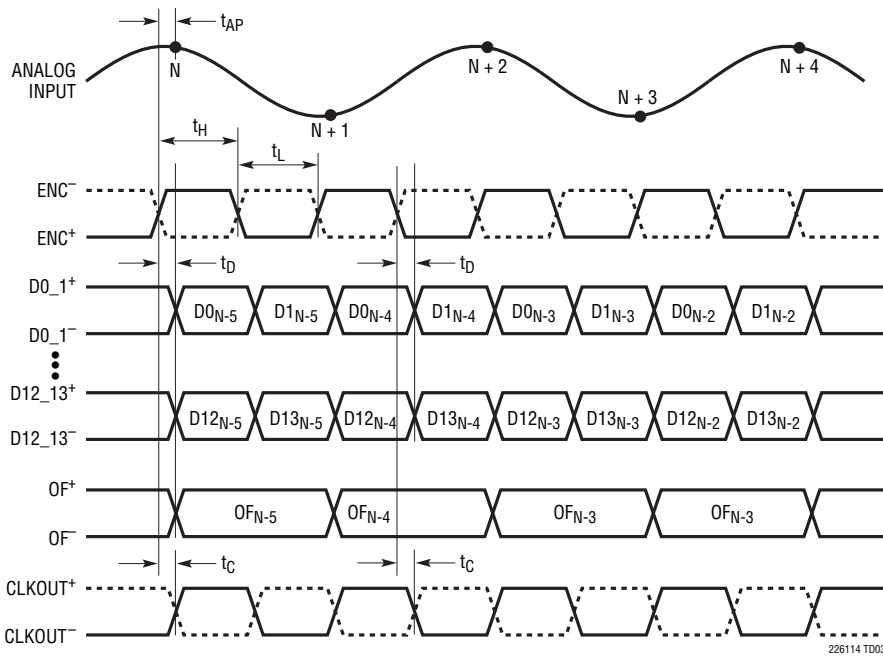 tAP
ANALOG
INPUT
N
N + 1
N + 2
N + 3
N + 4
tH
tL
ENC–
ENC+
tD
tD
D0_1+
D0_1–
D0N-5
D1N-5
D0N-4
D1N-4
D0N-3
D1N-3
D0N-2
D1N-2
D12_13+
D12_13–
D12N-5
D13N-5
D12N-4
D13N-4
D12N-3
D13N-3
D12N-2
D13N-2
OF+
OF–
OFN-5
OFN-4
OFN-3
OFN-3
tC
tC
CLKOUT+
CLKOUT–
226114 TD03